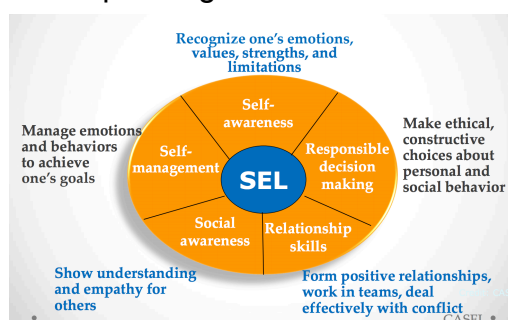 Recognize one's emotions,
values, strengths, and
limitations
Self-
awareness
Manage emotions
and behaviors
to achieve
one's goals
Self-
management
SEL
Responsible
decision
making
Make ethical,
constructive
choices about
personal and
social behavior
Social
awareness
Relationship
skills
Show understanding
and empathy for
others
Form positive relationships,
work in teams, deal
effectively with conflict
CASEL